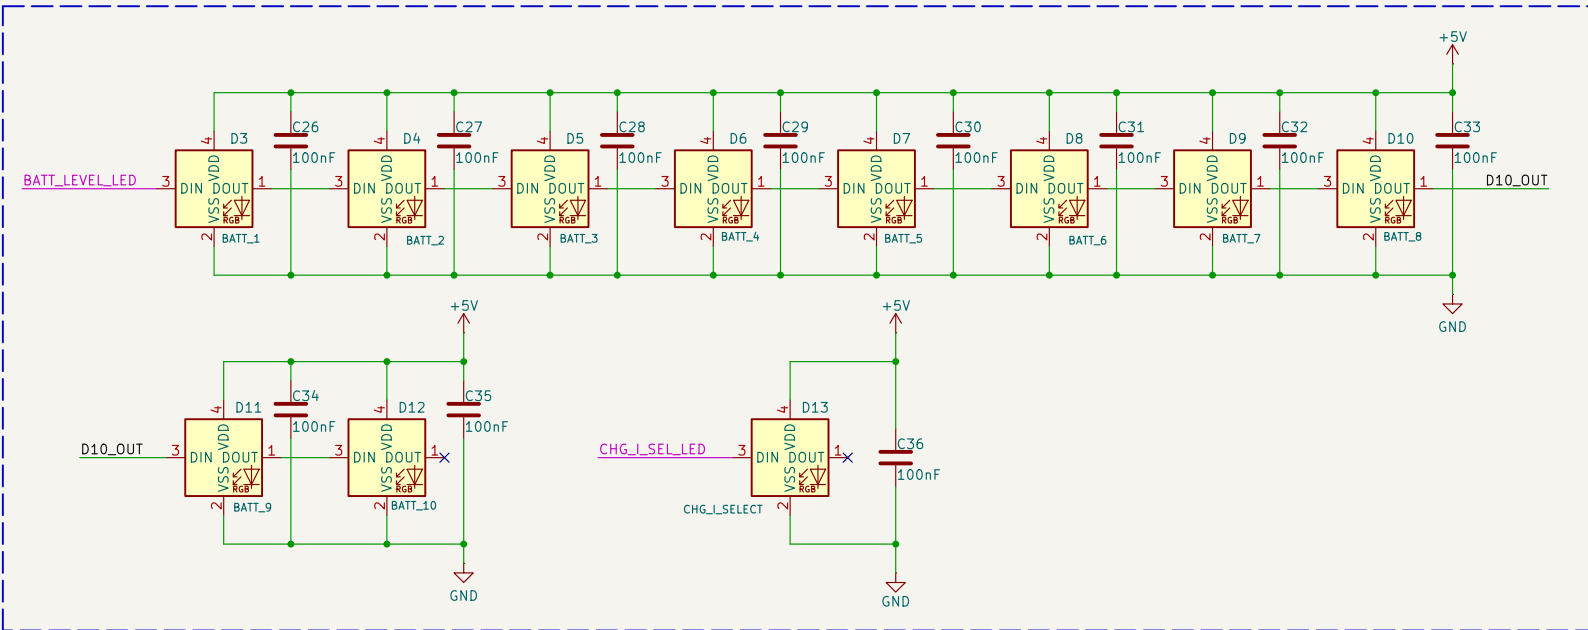 +5V
D3 C26 D4 C27 D5 C28 D6 C29 D7 C30 D8 C31 D9 C32 D10 C33
4 100nF 4 100nF 4 100nF 4 100nF 4 100nF 4 100nF 4 100nF 4 100nF
VDD VDD VDD VDD VDD VDD VDD VDD
BATT_LEVEL_LED 3 DIN DOUT 1 3 DIN DOUT 1 3 DIN DOUT 1 3 DIN DOUT 1 3 DIN DOUT 1 3 DIN DOUT 1 3 DIN DOUT 1 3 DIN DOUT 1 D10_OUT
VSS RGB VSS RGB VSS RGB VSS RGB VSS RGB VSS RGB VSS RGB VSS RGB
2 BATT_1 2 BATT_2 2 BATT_3 2 BATT_4 2 BATT_5 2 BATT_6 2 BATT_7 2 BATT_8
GND
+5V +5V
D11 C34 D12 C35 D13
4 100nF 4 100nF 4
VDD VDD VDD
D10_OUT 3 DIN DOUT 1 3 DIN DOUT 1 CHG_I_SEL_LED 3 DIN DOUT 1 C36
100nF
VSS RGB VSS RGB VSS RGB
2 BATT_9 2 BATT_10 CHG_I_SELECT 2
GND GND